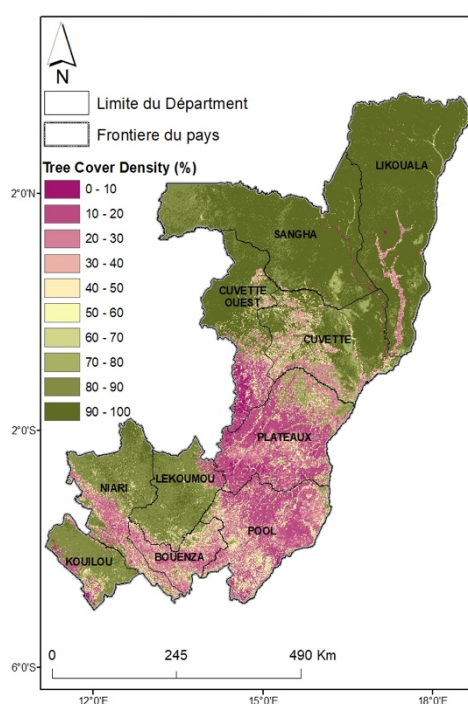 N
Limite du Départment
Frontiere du pays
Tree Cover Density (%)
0 - 10
10 - 20
20 - 30
30 - 40
40 - 50
50 - 60
60 - 70
70 - 80
80 - 90
90 - 100
2°0'N
2°0'S
6°0'S
LIKOUALA
SANGHA
CUVETTE
OUEST
CUVETTE
PLATEAUX
LEKOUMOU
NIARI
POOL
BOUENZA
KOUILOU
0 245 490 Km
12°0'E 15°0'E 18°0'E